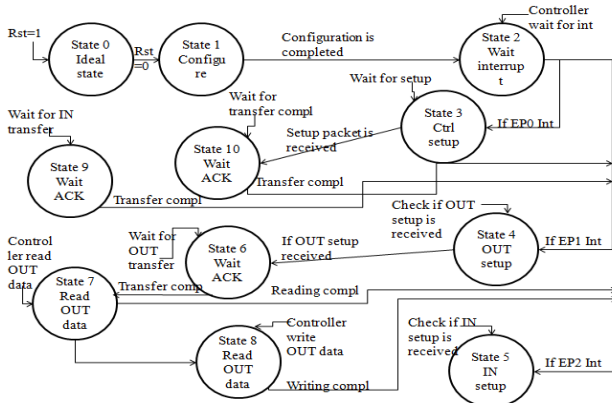 Rst=1
State 0
Ideal
state
Rst
=0
State 1
Configu
re
Configuration is
completed
State 2
Wait
interrup
t
Controller
wait for int
Wait for setup
State 3
Ctrl
setup
If EP0 Int
Setup packet is
received
Wait for
transfer compl
State 10
Wait
ACK
Transfer compl
Wait for IN
transfer
State 9
Wait
ACK
Transfer compl
Check if OUT
setup is
received
State 4
OUT
setup
If EP1 Int
If OUT setup
received
Wait for
OUT
transfer
State 6
Wait
ACK
Transfer comp
Control
ler read
OUT
data
State 7
Read
OUT
data
Reading compl
State 8
Read
OUT
data
Controller
write
OUT data
Writing compl
Check if IN
setup is
received
State 5
IN
setup
If EP2 Int